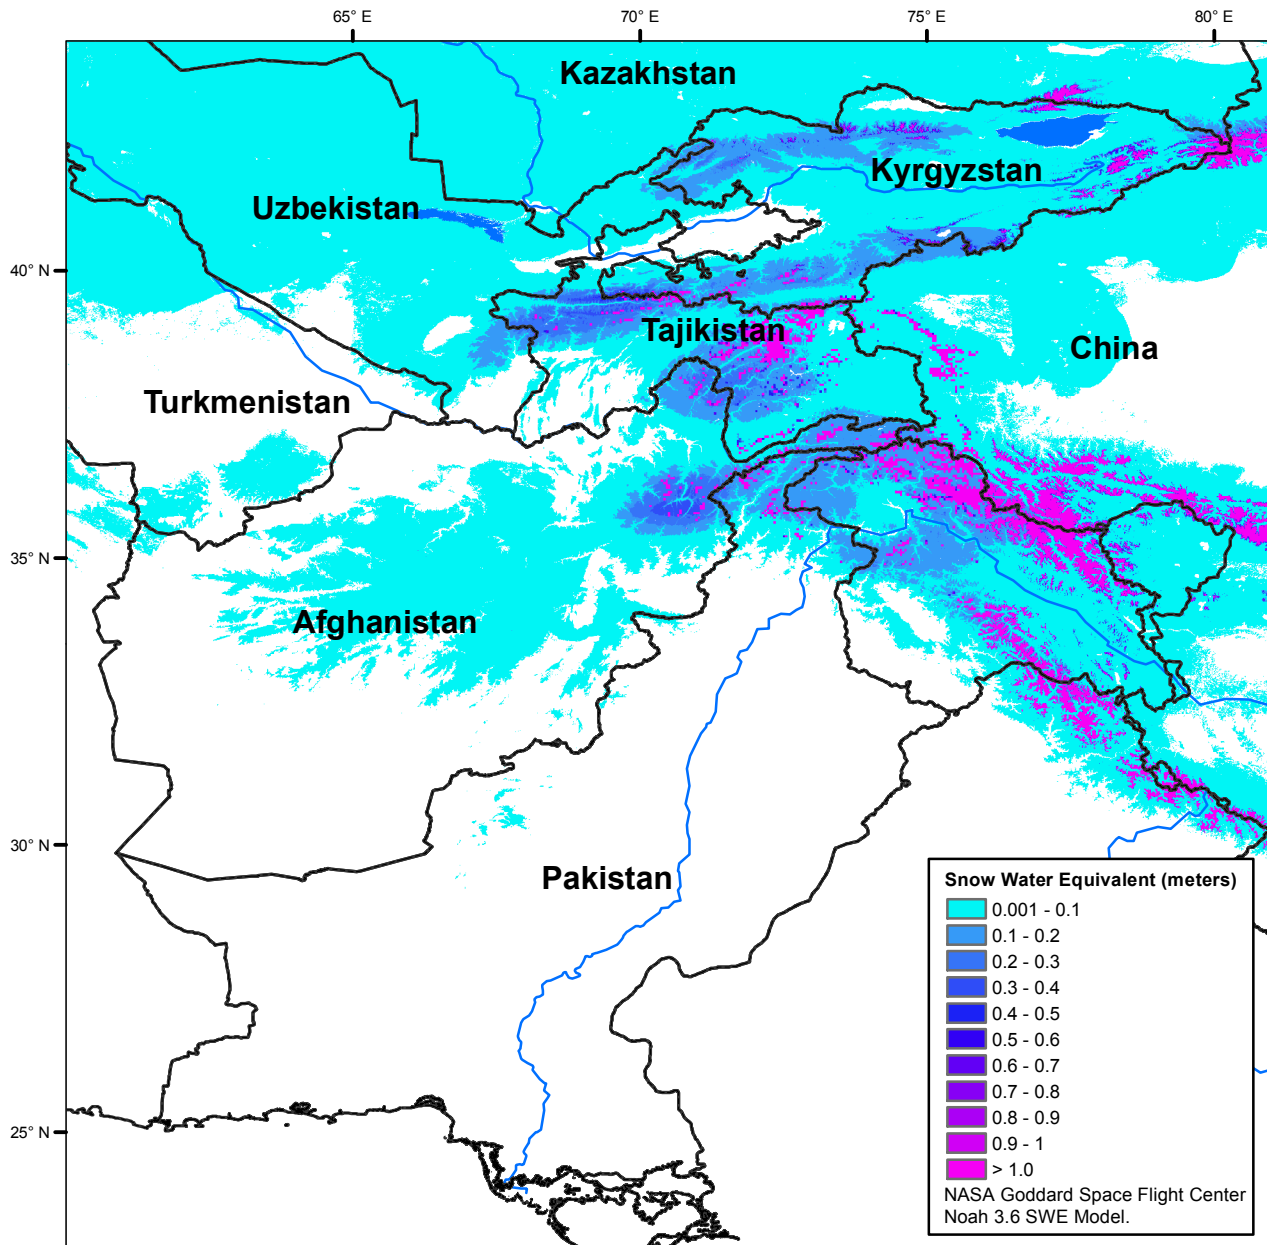 65° E
70° E
75° E
80° E
Kazakhstan
Kyrgyzstan
Uzbekistan
40° N
Tajikistan
China
Turkmenistan
35° N
Afghanistan
30° N
Pakistan
25° N
Snow Water Equivalent (meters)
0.001 - 0.1
0.1 - 0.2
0.2 - 0.3
0.3 - 0.4
0.4 - 0.5
0.5 - 0.6
0.6 - 0.7
0.7 - 0.8
0.8 - 0.9
0.9 - 1
> 1.0
NASA Goddard Space Flight Center
Noah 3.6 SWE Model.